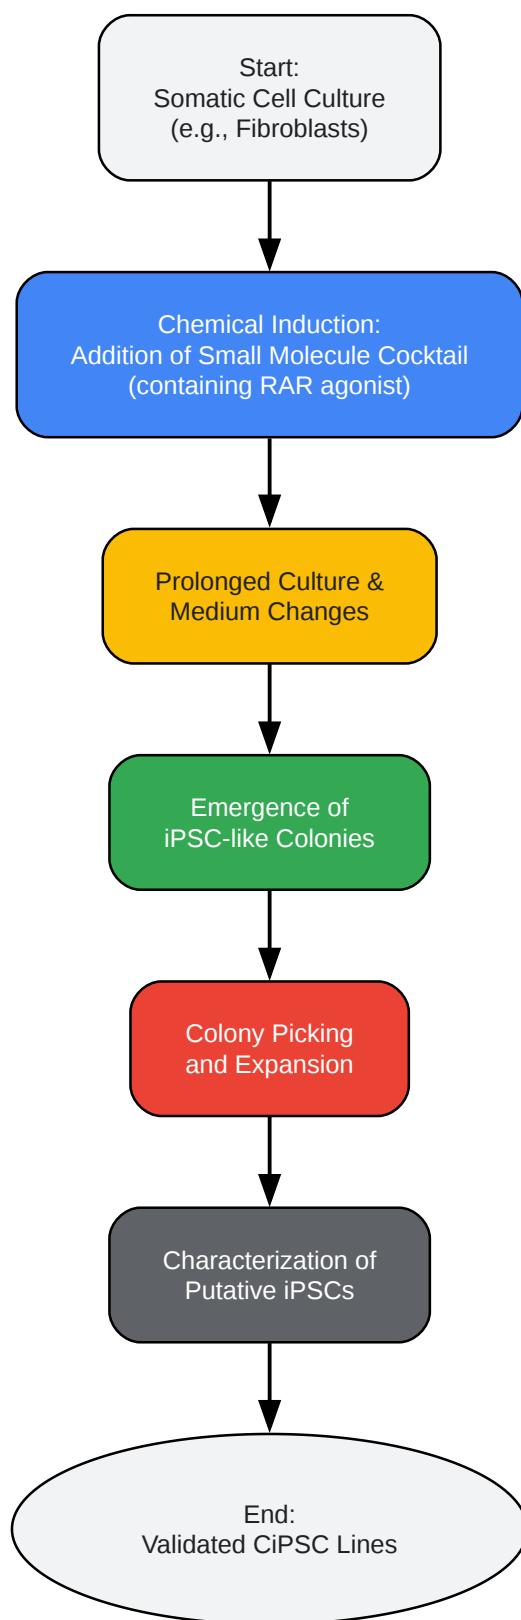 Start:
Somatic Cell Culture
(e.g., Fibroblasts)
Chemical Induction:
Addition of Small Molecule Cocktail
(containing RAR agonist)
Prolonged Culture &
Medium Changes
Emergence of
iPSC-like Colonies
Colony Picking
and Expansion
Characterization of
Putative iPSCs
End:
Validated CiPSC Lines